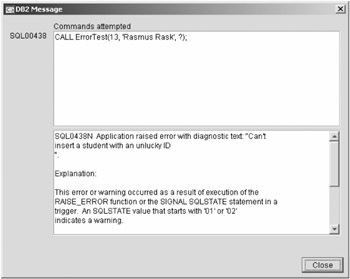 DB2 Message
Commands attempted
SQL00438
CALL ErrorTest(13, 'Rasmus Rask', ?);
SQL0438N Application raised error with diagnostic text: "Can't
insert a student with an unlucky ID
".
Explanation:
This error or warning occurred as a result of execution of the
RAISE_ERROR function or the SIGNAL SQLSTATE statement in a
trigger. An SQLSTATE value that starts with '01' or '02'
indicates a warning.
Close